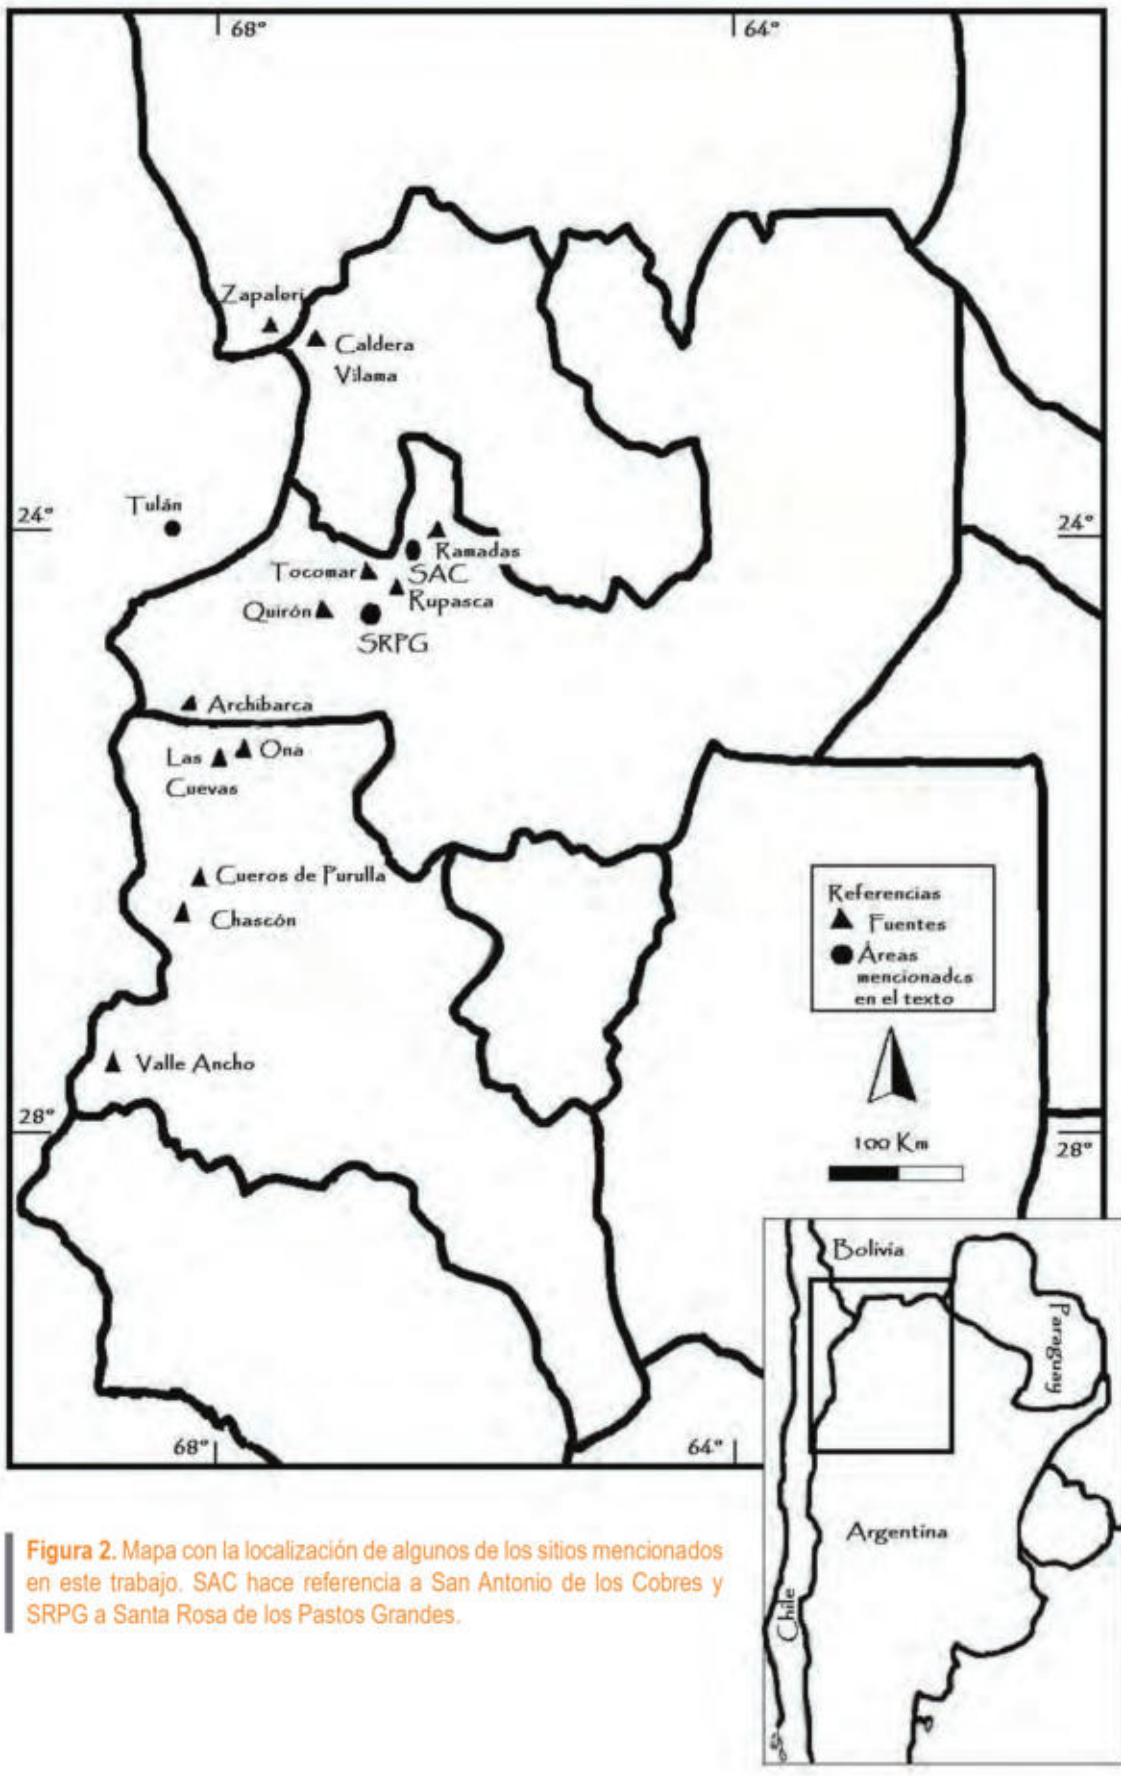 68°
64°
Zapaleri
Caldera
Vilama
Tulán
24°
24°
Ramadas
Tocomar
SAC
Rupasca
Quirón
SRPG
Archibarca
Las
Cuevas
Ona
Cueros de Purulla
Chascón
Referencias
Fuentes
Áreas
mencionadas
en el texto
Valle Ancho
28°
100 Km
28°
68°
64°
Bolivia
Paraguay
Argentina
Chile
Figura 2. Mapa con la localización de algunos de los sitios mencionados
en este trabajo. SAC hace referencia a San Antonio de los Cobres y
SRPG a Santa Rosa de los Pastos Grandes.